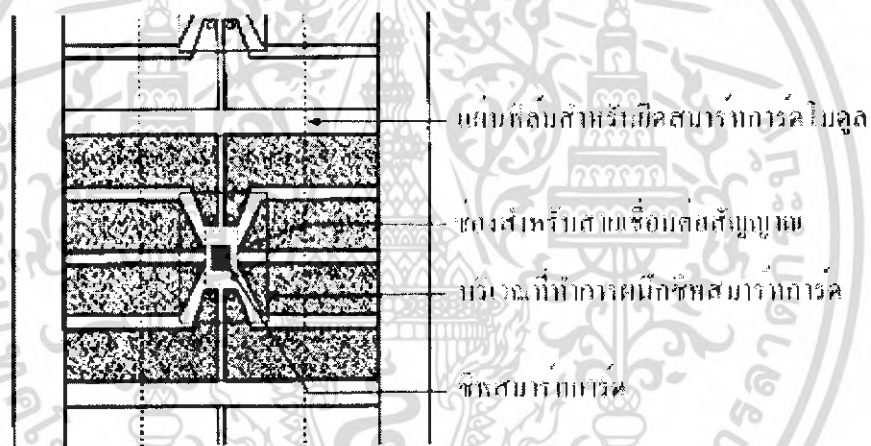 แผ่นฟิล์มสำหรับยึดสมาร์ทการ์ดโมดูล
ช่องสำหรับสายเชื่อมต่อสัญญาณ
บริเวณที่ทำการผนึกชิพสมาร์ทการ์ด
ชิพสมาร์ทการ์ด